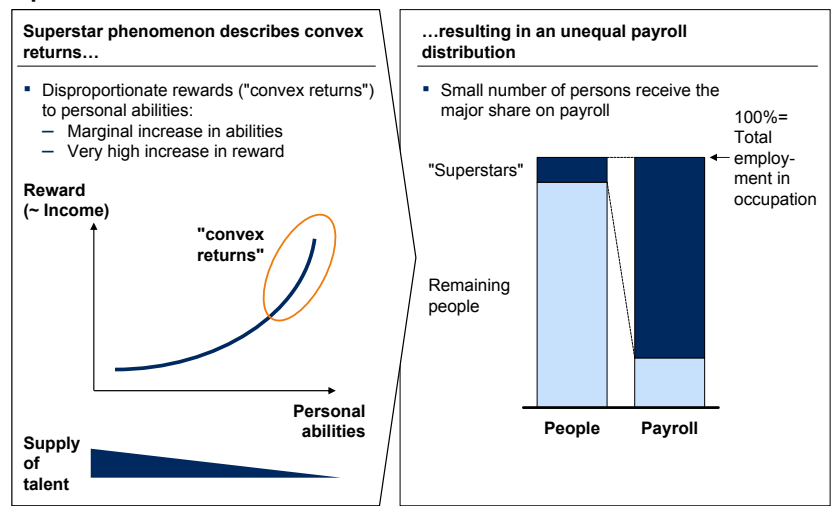 Superstar phenomenon describes convex
returns…
▪ Disproportionate rewards ("convex returns")
to personal abilities:
– Marginal increase in abilities
– Very high increase in reward
Reward
(~ Income)
"convex
returns"
Personal
abilities
Supply
of
talent
…resulting in an unequal payroll
distribution
▪ Small number of persons receive the
major share on payroll
100%=
Total
employ-
ment in
occupation
"Superstars"
Remaining
people
People
Payroll